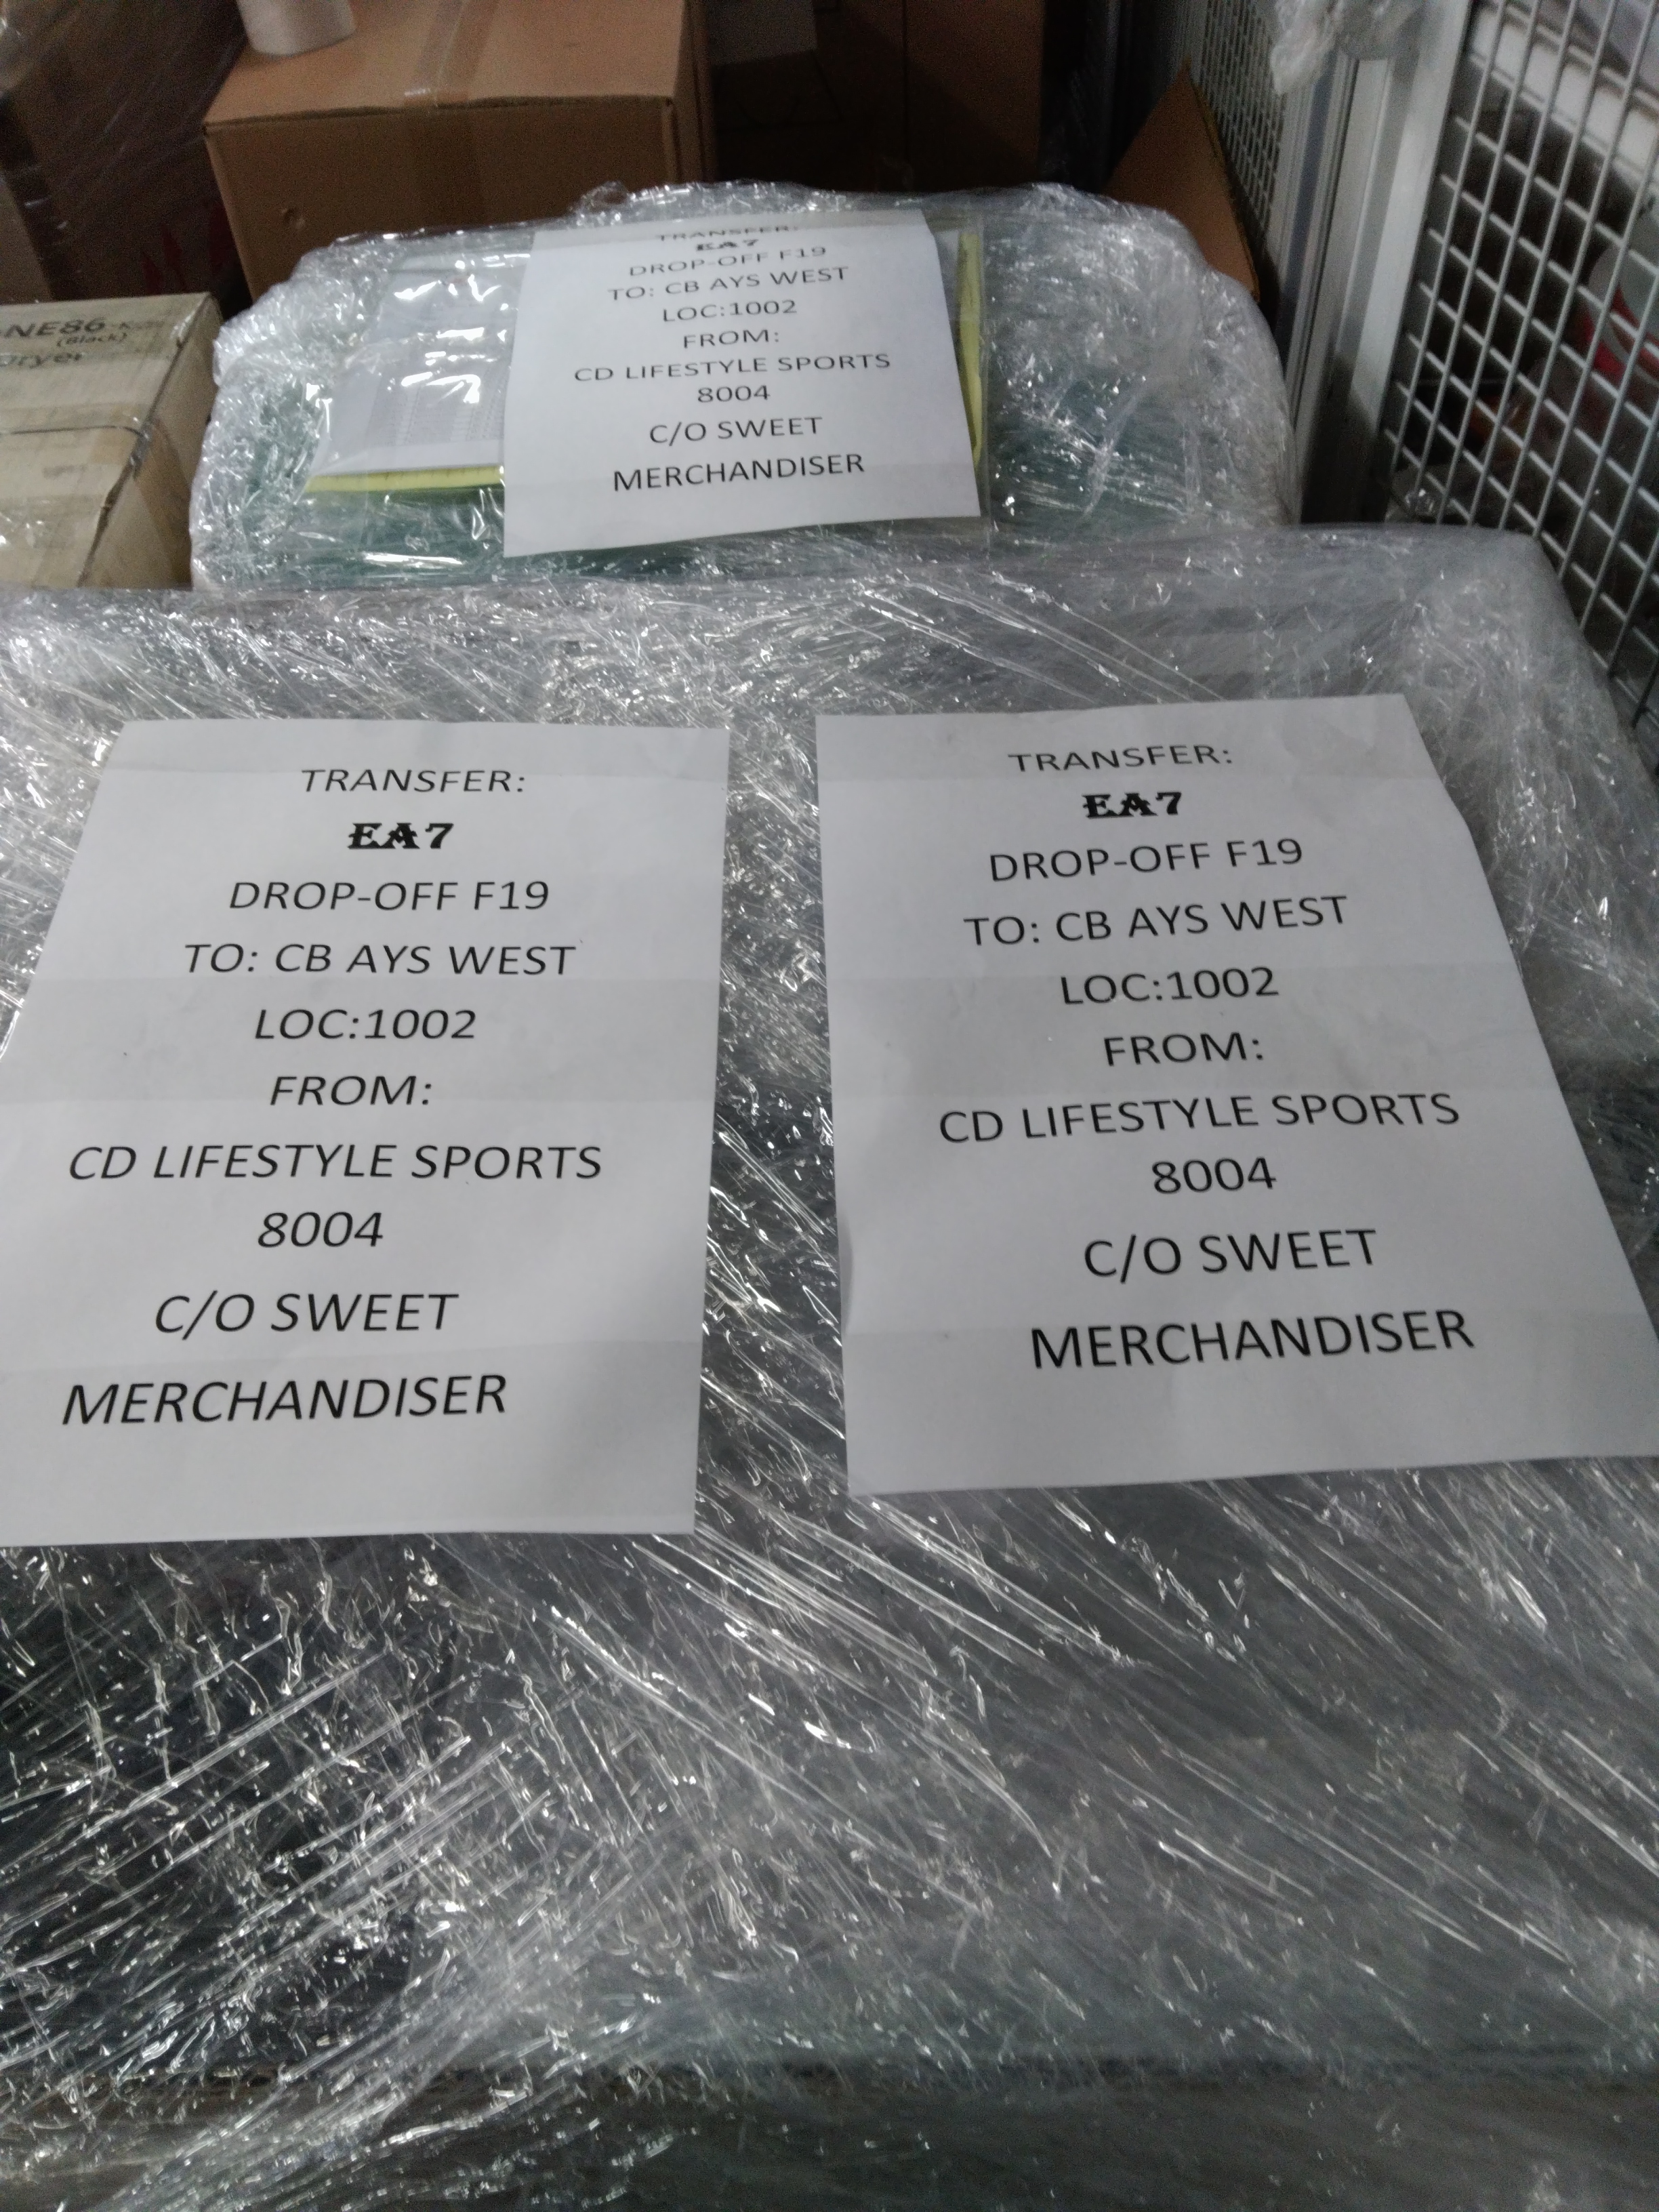 NE86
(Black)
Dryer
TRANSFER:
EA7
DROP-OFF F19
TO: CB AYS WEST
LOC:1002
FROM:
CD LIFESTYLE SPORTS
8004
C/O SWEET
MERCHANDISER
TRANSFER:
EA7
DROP-OFF F19
TO: CB AYS WEST
LOC:1002
FROM:
CD LIFESTYLE SPORTS
8004
C/O SWEET
MERCHANDISER
TRANSFER:
EA7
DROP-OFF F19
TO: CB AYS WEST
LOC:1002
FROM:
CD LIFESTYLE SPORTS
8004
C/O SWEET
MERCHANDISER